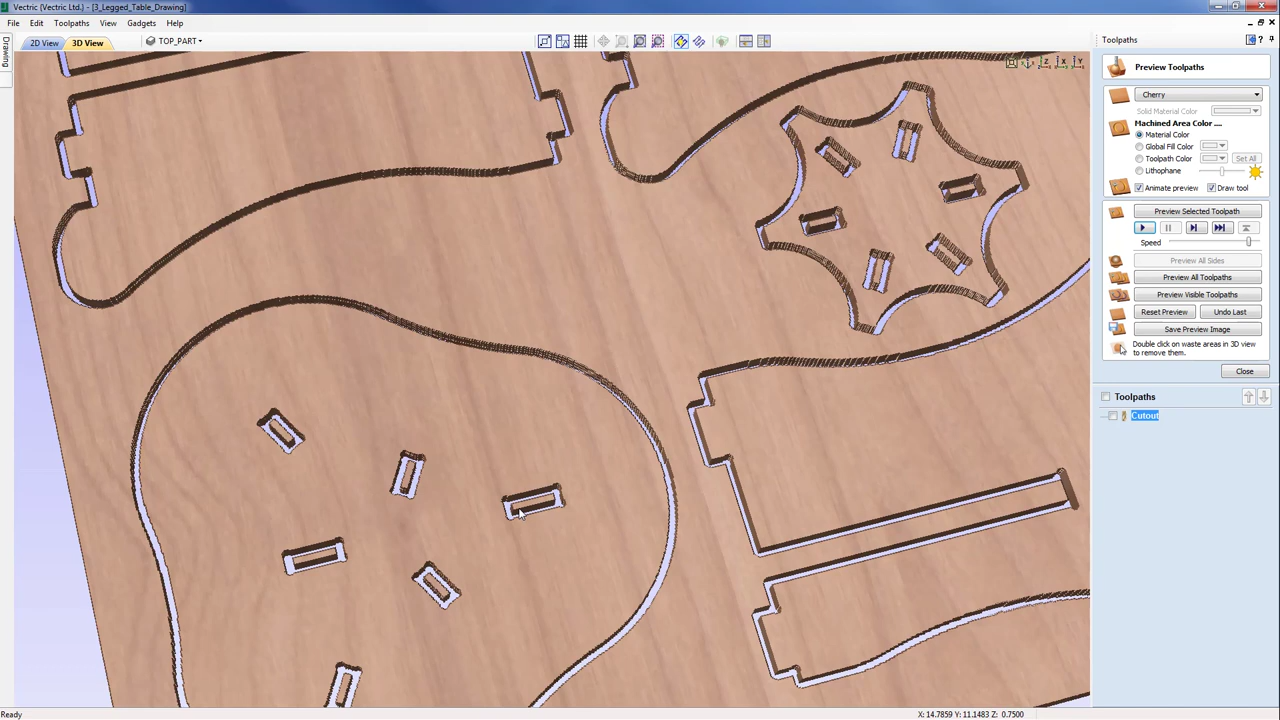 Vectric (Vectric Ltd.) - [3_Legged_Table_Drawing]
File Edit Toolpaths View Gadgets Help
2D View 3D View TOP_PART
Drawing
Z X Y
Toolpaths
Preview Toolpaths
Cherry
Solid Material Color
Machined Area Color ....
Material Color
Global Fill Color
Toolpath Color Set All
Lithophane
Animate preview Draw tool
Preview Selected Toolpath
Speed
Preview All Sides
Preview All Toolpaths
Preview Visible Toolpaths
Reset Preview Undo Last
Save Preview Image
Double click on waste areas in 3D view
to remove them.
Close
Toolpaths
Cutout
Ready X: 14.7859 Y: 11.1483 Z: 0.7500